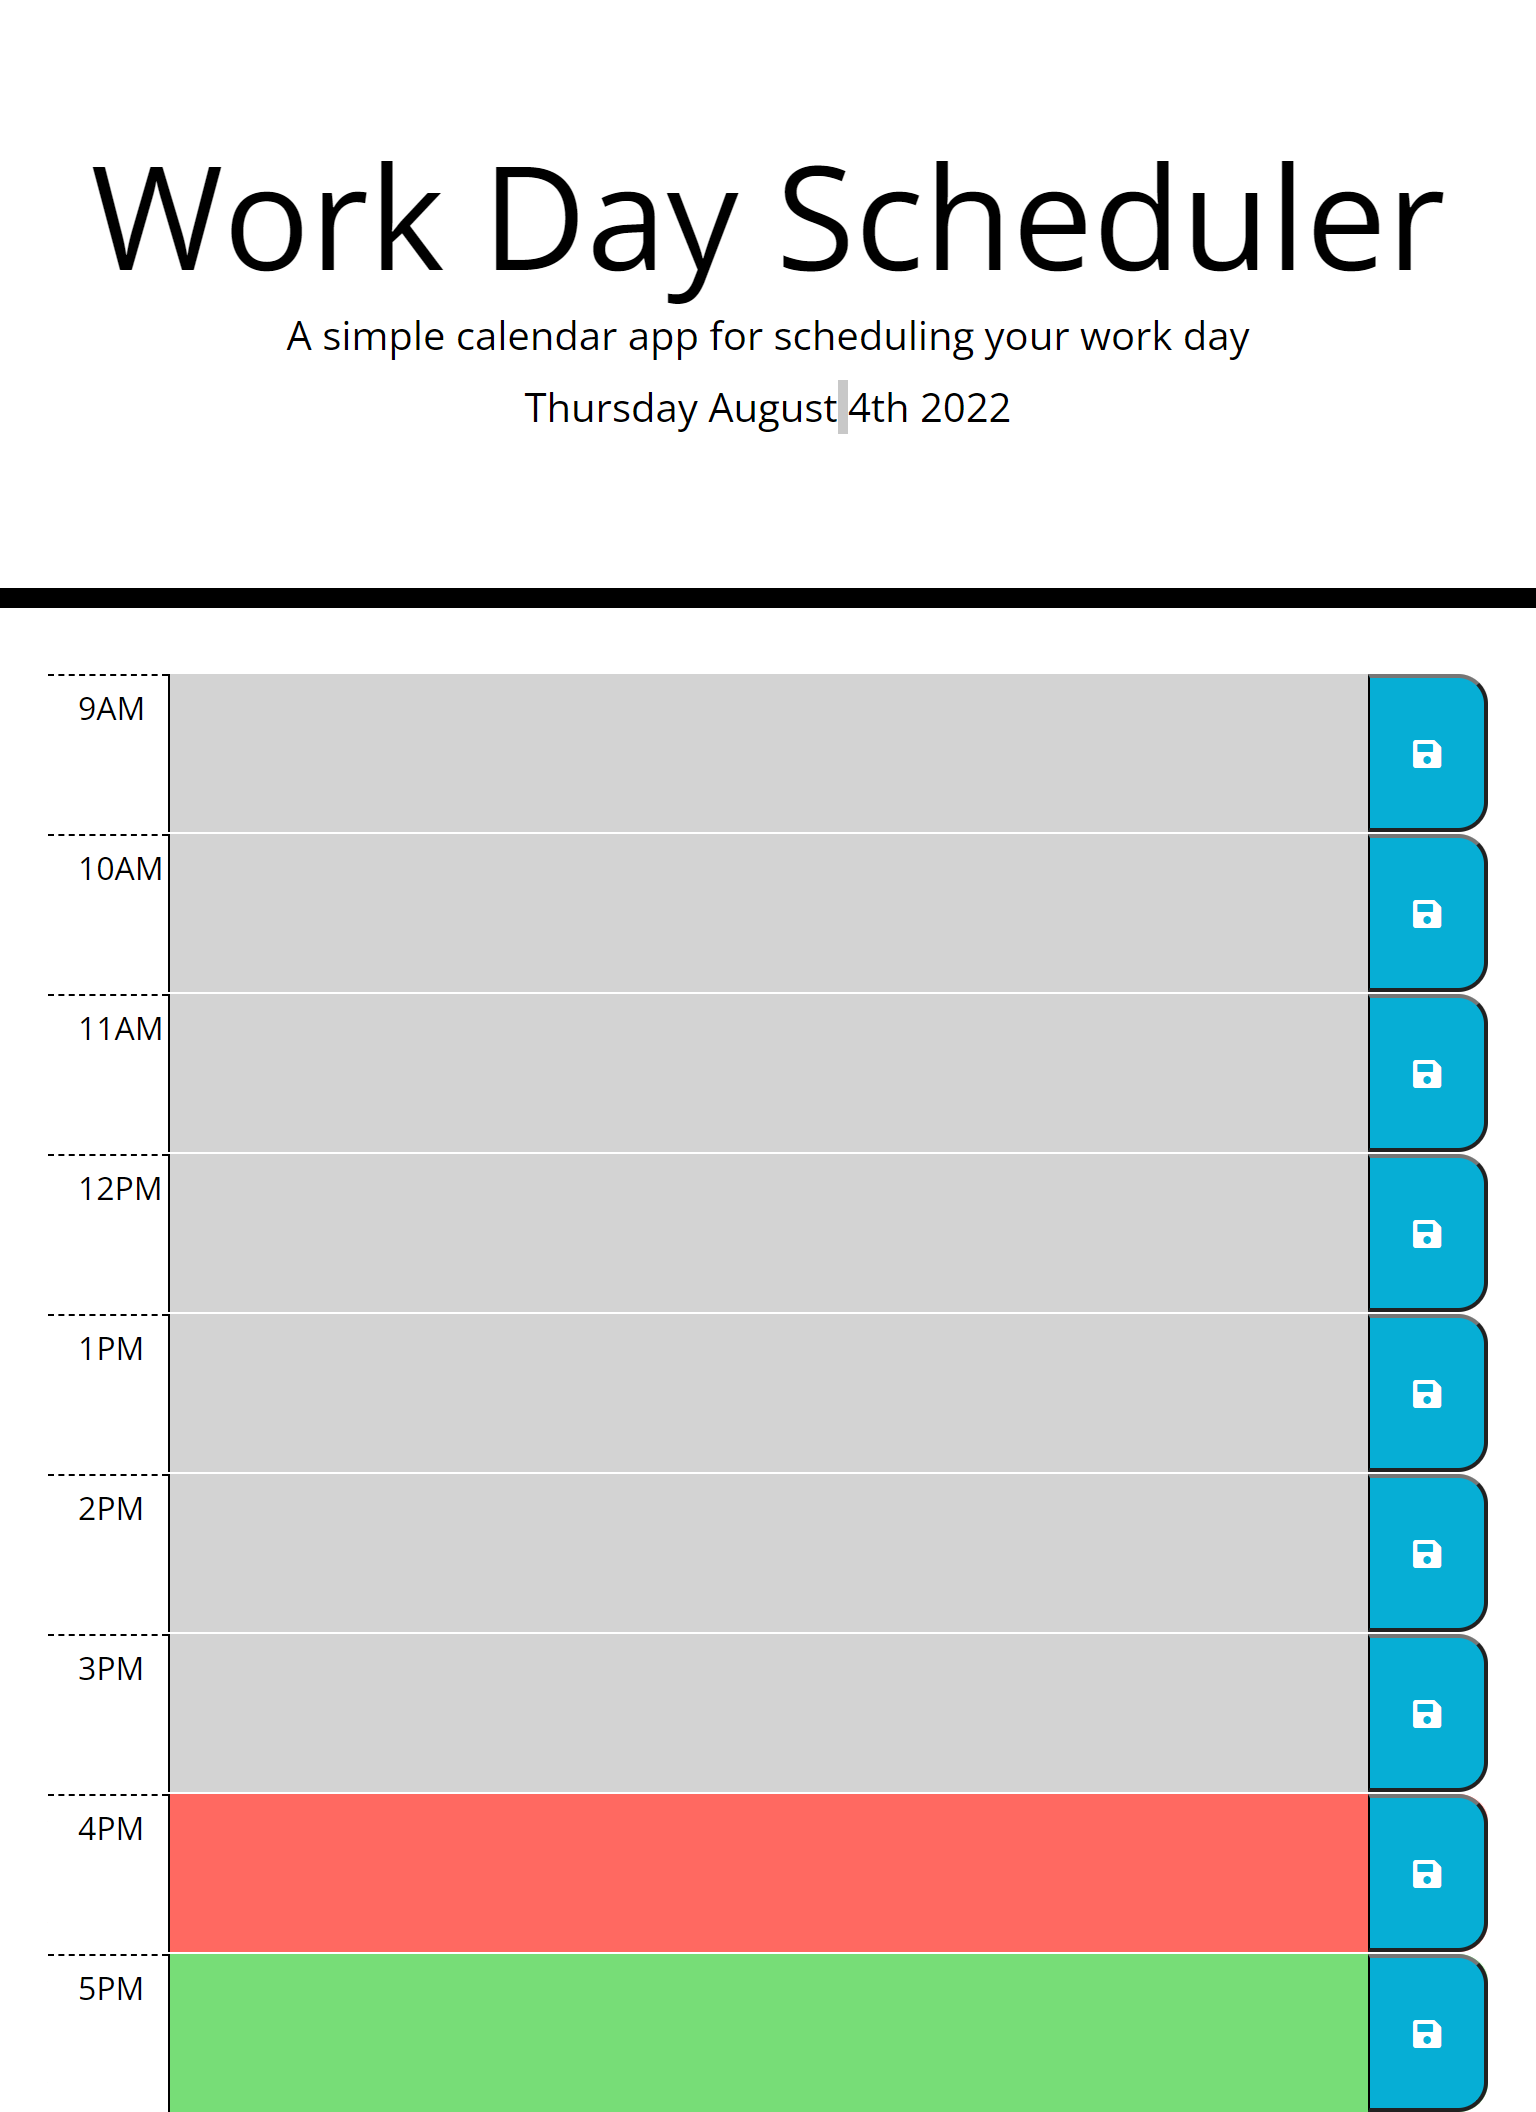 Work Day Scheduler
A simple calendar app for scheduling your work day
Thursday August 4th 2022
9AM
10AM
11AM
12PM
1PM
2PM
3PM
4PM
5PM